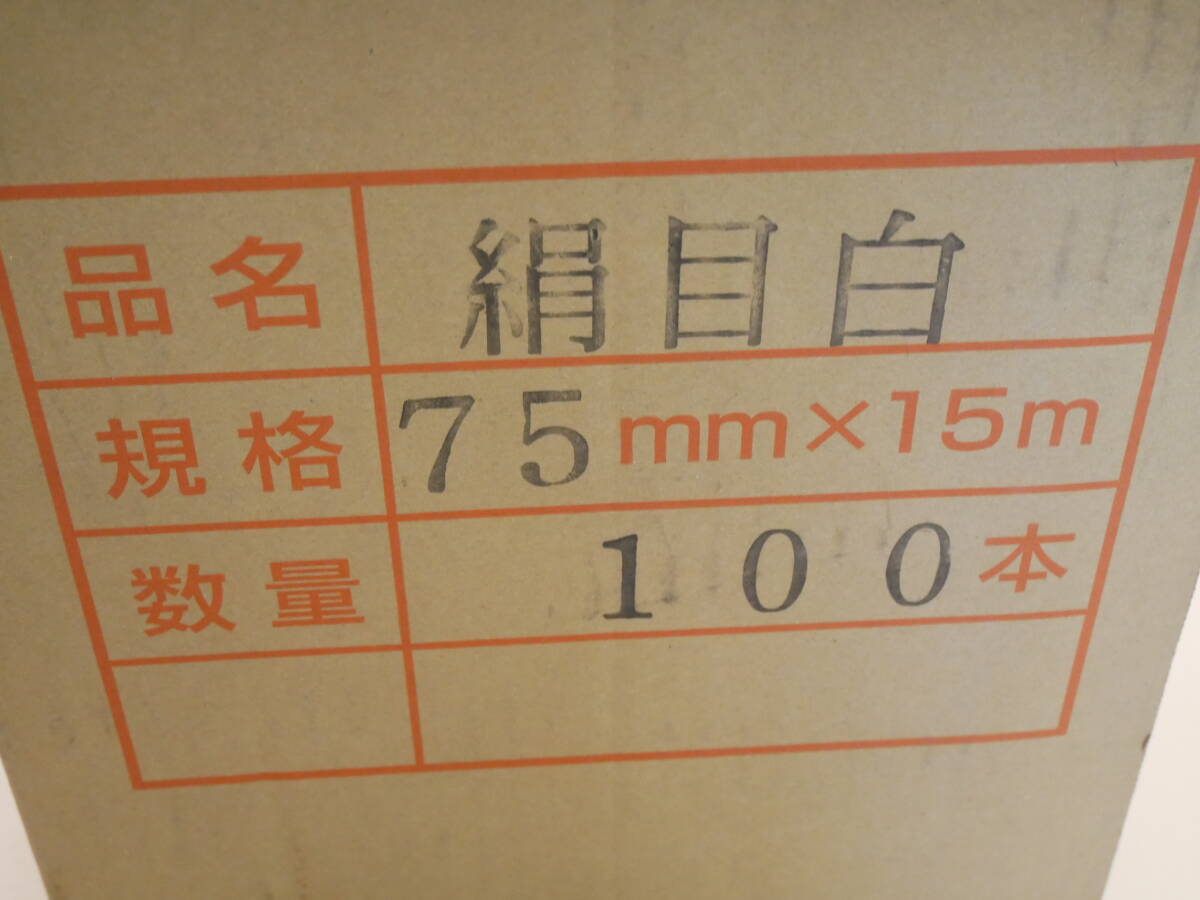 品名 絹目白
規格 75mm×15m
数量 100本